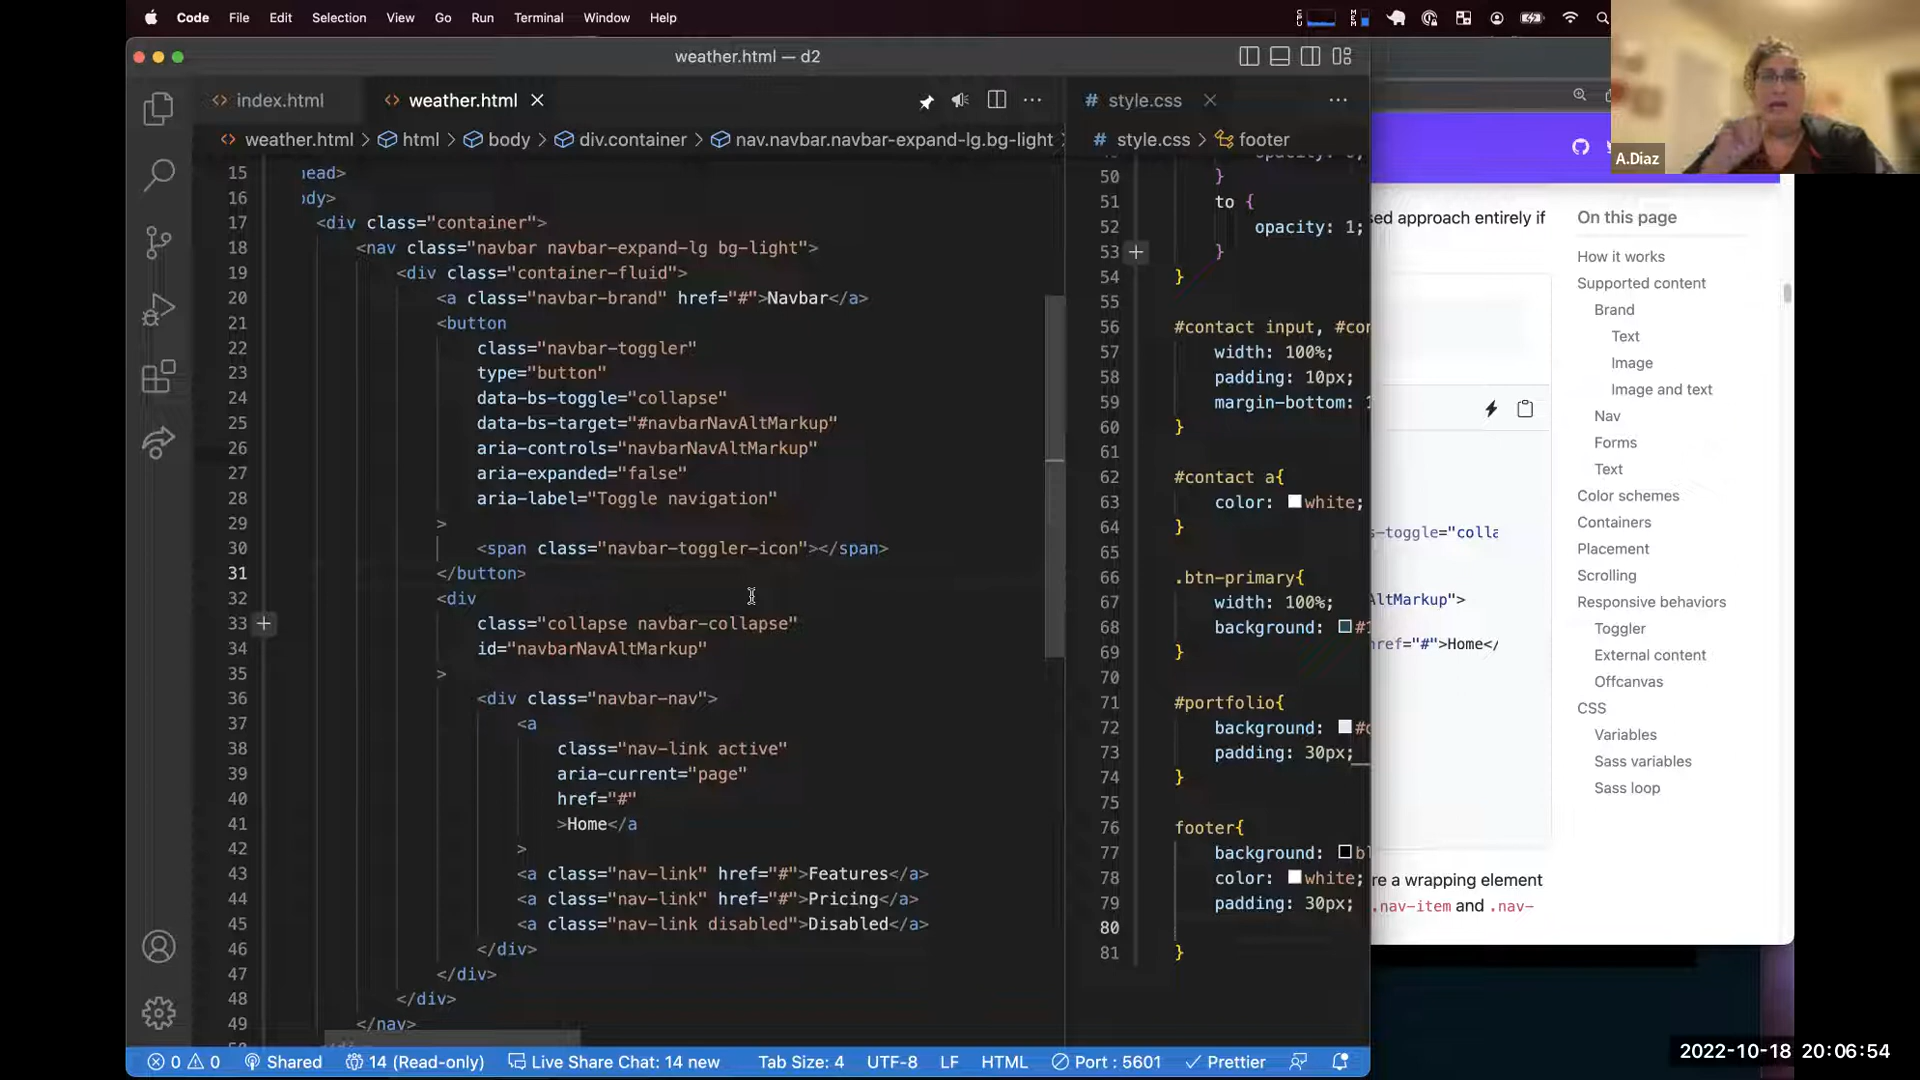 Code File Edit Selection View Go Run Terminal Window Help
weather.html — d2
index.html
weather.html
style.css
weather.html > html > body > div.container > nav.navbar.navbar-expand-lg.bg-light >
style.css > footer
15 head>
16 ody>
17 <div class="container">
18 <nav class="navbar navbar-expand-lg bg-light">
19 <div class="container-fluid">
20 <a class="navbar-brand" href="#">Navbar</a>
21 <button
22 class="navbar-toggler"
23 type="button"
24 data-bs-toggle="collapse"
25 data-bs-target="#navbarNavAltMarkup"
26 aria-controls="navbarNavAltMarkup"
27 aria-expanded="false"
28 aria-label="Toggle navigation"
29 >
30 <span class="navbar-toggler-icon"></span>
31 </button>
32 <div
33 class="collapse navbar-collapse"
34 id="navbarNavAltMarkup"
35 >
36 <div class="navbar-nav">
37 <a
38 class="nav-link active"
39 aria-current="page"
40 href="#"
41 >Home</a
42 >
43 <a class="nav-link" href="#">Features</a>
44 <a class="nav-link" href="#">Pricing</a>
45 <a class="nav-link disabled">Disabled</a>
46 </div>
47 </div>
48 </div>
49 </nav>
50 }
51 to {
52 opacity: 1;
53 }
54 }
55
56 #contact input, #con
57 width: 100%;
58 padding: 10px;
59 margin-bottom: 1
60 }
61
62 #contact a{
63 color: white;
64 }
65
66 .btn-primary{
67 width: 100%;
68 background: #1
69 }
70
71 #portfolio{
72 background: #
73 padding: 30px;
74 }
75
76 footer{
77 background: bl
78 color: white;
79 padding: 30px;
80
81 }
A.Diaz
sed approach entirely if
s-toggle="colla
AltMarkup">
href="#">Home</
re a wrapping element
.nav-item and .nav-
On this page
How it works
Supported content
Brand
Text
Image
Image and text
Nav
Forms
Text
Color schemes
Containers
Placement
Scrolling
Responsive behaviors
Toggler
External content
Offcanvas
CSS
Variables
Sass variables
Sass loop
0 0 Shared 14 (Read-only) Live Share Chat: 14 new Tab Size: 4 UTF-8 LF HTML Port : 5601 Prettier
2022-10-18 20:06:54